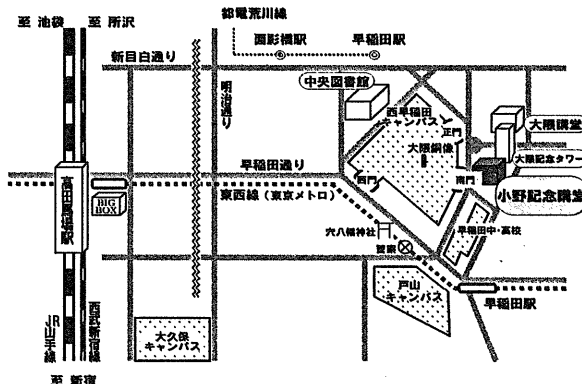 至 池袋
至 所沢
都電荒川線
面影橋駅
早稲田駅
新目白通り
明治通り
中央図書館
西早稲田
キャンパス
正門
大隈講堂
大隈銅像
大隈記念タワー
早稲田通り
西門
南門
小野記念講堂
高田馬場駅
BIG
BOX
東西線(東京メトロ)
穴八幡神社
早稲田中・高校
警察
戸山
キャンパス
早稲田駅
JR
山手線
西武新宿線
大久保
キャンパス
至 新宿